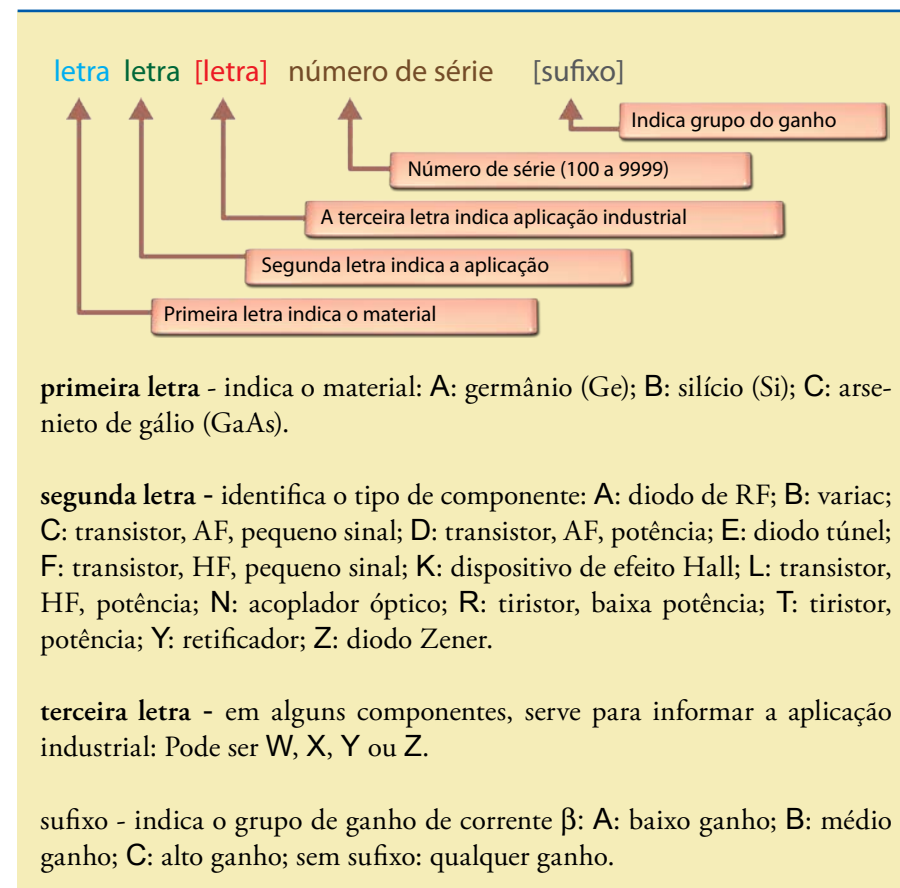 letra letra [letra] número de série [sufixo]
Indica grupo do ganho
Número de série (100 a 9999)
A terceira letra indica aplicação industrial
Segunda letra indica a aplicação
Primeira letra indica o material
primeira letra - indica o material: A: germânio (Ge); B: silício (Si); C: arse-
nieto de gálio (GaAs).
segunda letra - identifica o tipo de componente: A: diodo de RF; B: variac;
C: transistor, AF, pequeno sinal; D: transistor, AF, potência; E: diodo túnel;
F: transistor, HF, pequeno sinal; K: dispositivo de efeito Hall; L: transistor,
HF, potência; N: acoplador óptico; R: tiristor, baixa potência; T: tiristor,
potência; Y: retificador; Z: diodo Zener.
terceira letra - em alguns componentes, serve para informar a aplicação
industrial: Pode ser W, X, Y ou Z.
sufixo - indica o grupo de ganho de corrente β: A: baixo ganho; B: médio
ganho; C: alto ganho; sem sufixo: qualquer ganho.